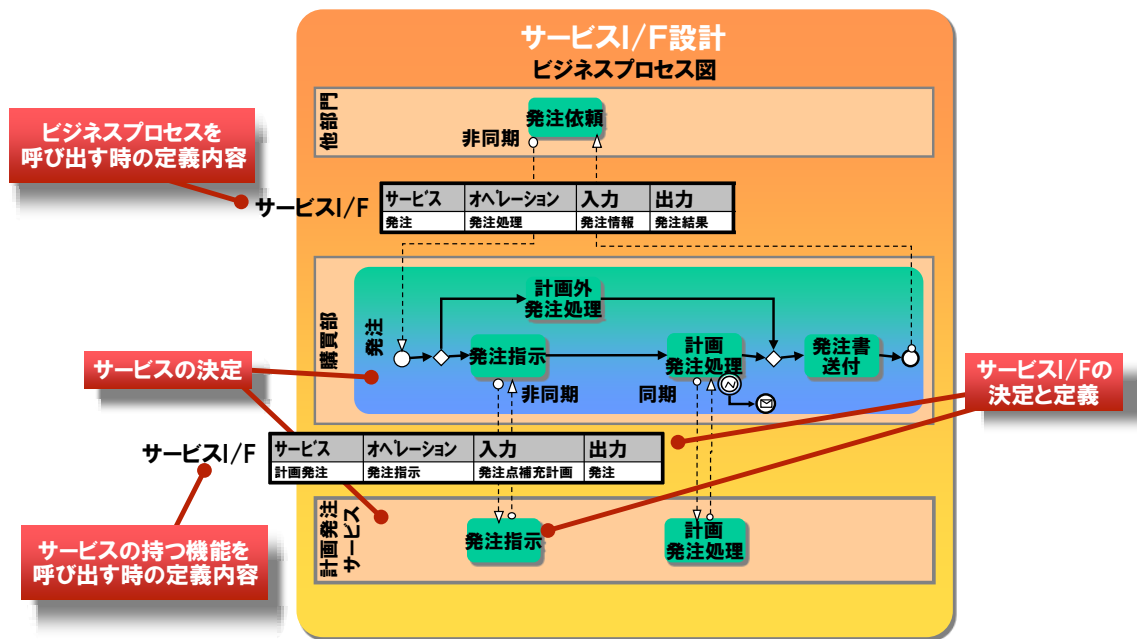 サービスI/F設計
ビジネスプロセス図
他部門
発注依頼
非同期
ビジネスプロセスを
呼び出す時の定義内容
サービスI/F
サービス オペレーション 入力 出力
発注 発注処理 発注情報 発注結果
購買部
発注
計画外
発注処理
発注指示
計画
発注処理
発注書
送付
非同期
同期
サービスの決定
サービスI/Fの
決定と定義
サービスI/F
サービス オペレーション 入力 出力
計画発注 発注指示 発注点補充計画 発注
計画発注
サービス
発注指示
計画
発注処理
サービスの持つ機能を
呼び出す時の定義内容